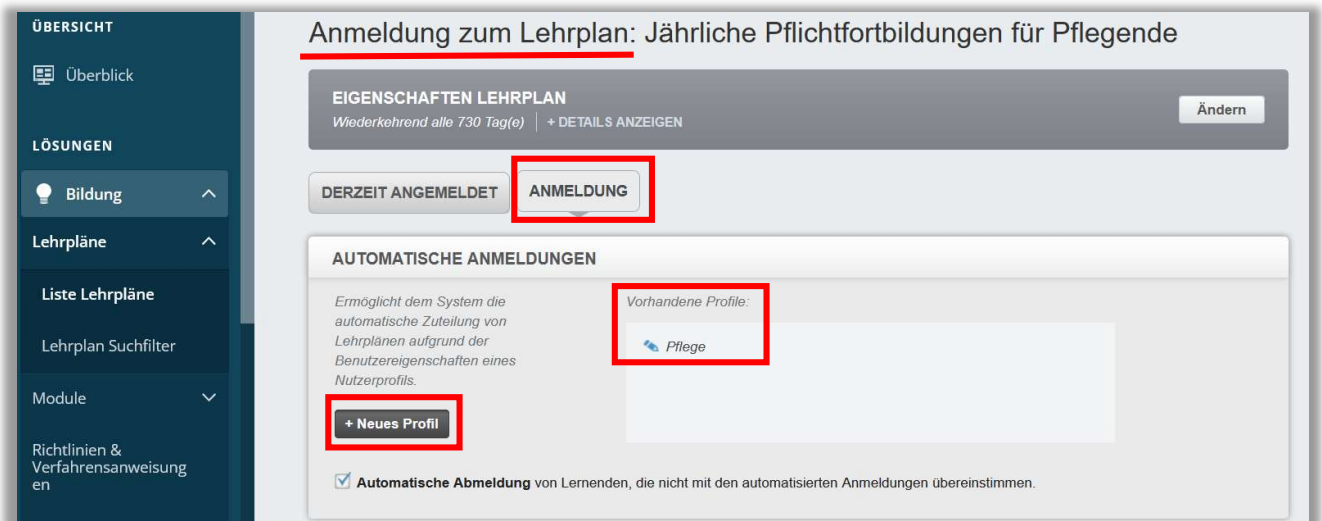 ÜBERSICHT
Überblick
LÖSUNGEN
Bildung
Lehrpläne
Liste Lehrpläne
Lehrplan Suchfilter
Module
Richtlinien &
Verfahrensanweisung
en
Anmeldung zum Lehrplan: Jährliche Pflichtfortbildungen für Pflegende
EIGENSCHAFTEN LEHRPLAN
Wiederkehrend alle 730 Tag(e) | + DETAILS ANZEIGEN
Ändern
DERZEIT ANGEMELDET
ANMELDUNG
AUTOMATISCHE ANMELDUNGEN
Ermöglicht dem System die
automatische Zuteilung von
Lehrplänen aufgrund der
Benutzereigenschaften eines
Nutzerprofils.
+ Neues Profil
Vorhandene Profile:
Pflege
Automatische Abmeldung von Lernenden, die nicht mit den automatisierten Anmeldungen übereinstimmen.